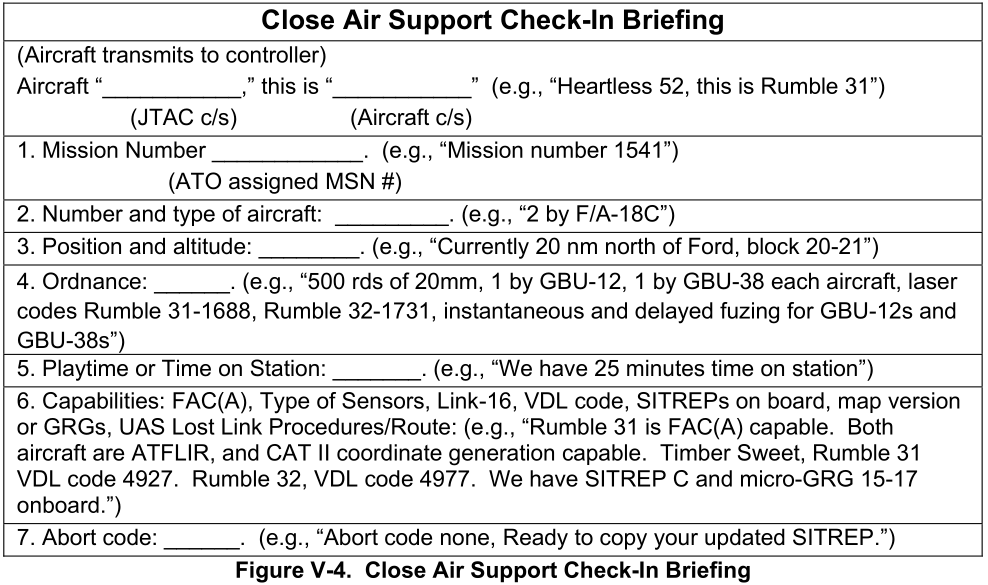 Close Air Support Check-In Briefing
(Aircraft transmits to controller)
Aircraft “___________,” this is “___________” (e.g., “Heartless 52, this is Rumble 31”)
(JTAC c/s) (Aircraft c/s)
1. Mission Number ____________. (e.g., “Mission number 1541”)
(ATO assigned MSN #)
2. Number and type of aircraft: _________. (e.g., “2 by F/A-18C”)
3. Position and altitude: ________. (e.g., “Currently 20 nm north of Ford, block 20-21”)
4. Ordnance: ______. (e.g., “500 rds of 20mm, 1 by GBU-12, 1 by GBU-38 each aircraft, laser
codes Rumble 31-1688, Rumble 32-1731, instantaneous and delayed fuzing for GBU-12s and
GBU-38s”)
5. Playtime or Time on Station: _______. (e.g., “We have 25 minutes time on station”)
6. Capabilities: FAC(A), Type of Sensors, Link-16, VDL code, SITREPs on board, map version
or GRGs, UAS Lost Link Procedures/Route: (e.g., “Rumble 31 is FAC(A) capable. Both
aircraft are ATFLIR, and CAT II coordinate generation capable. Timber Sweet, Rumble 31
VDL code 4927. Rumble 32, VDL code 4977. We have SITREP C and micro-GRG 15-17
onboard.”)
7. Abort code: ______. (e.g., “Abort code none, Ready to copy your updated SITREP.”)
Figure V-4. Close Air Support Check-In Briefing